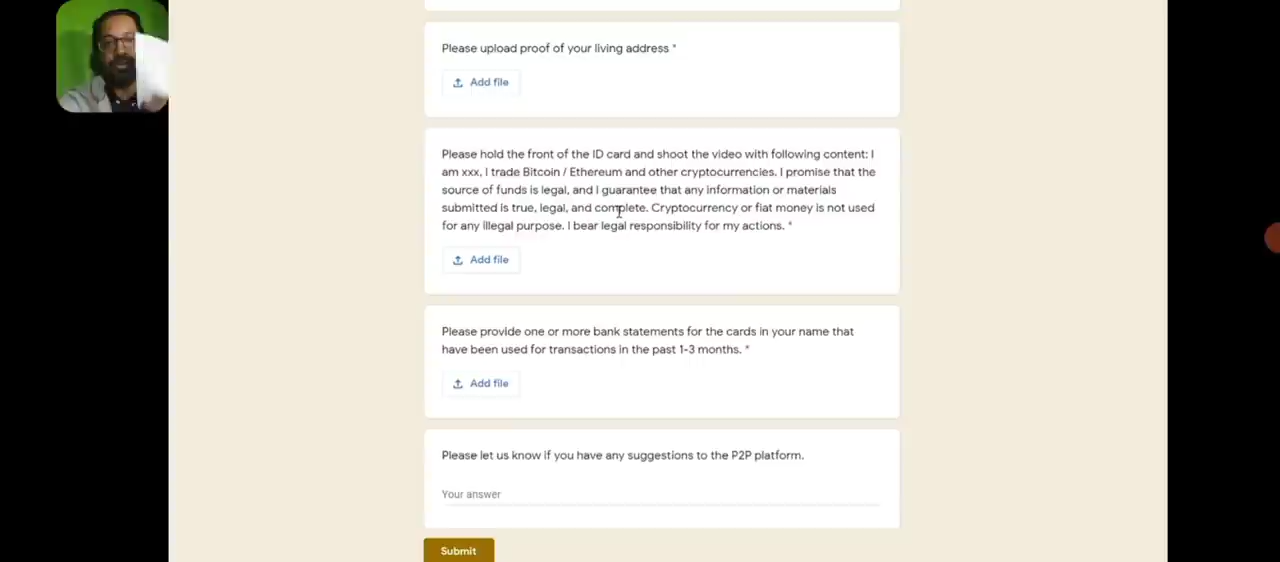 Please upload proof of your living address *
Add file
Please hold the front of the ID card and shoot the video with following content: I
am xxx, I trade Bitcoin / Ethereum and other cryptocurrencies. I promise that the
source of funds is legal, and I guarantee that any information or materials
submitted is true, legal, and complete. Cryptocurrency or fiat money is not used
for any illegal purpose. I bear legal responsibility for my actions. *
Add file
Please provide one or more bank statements for the cards in your name that
have been used for transactions in the past 1-3 months. *
Add file
Please let us know if you have any suggestions to the P2P platform.
Your answer
Submit